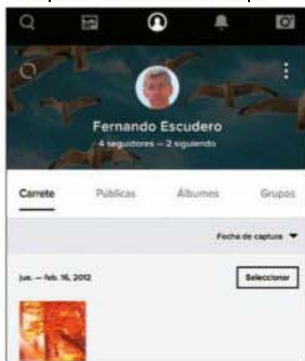 Fernando Escudero
4 seguidores – 2 siguiendo
Carrete Públicas Álbumes Grupos
Fecha de captura
jue. – feb. 16, 2012
Seleccionar